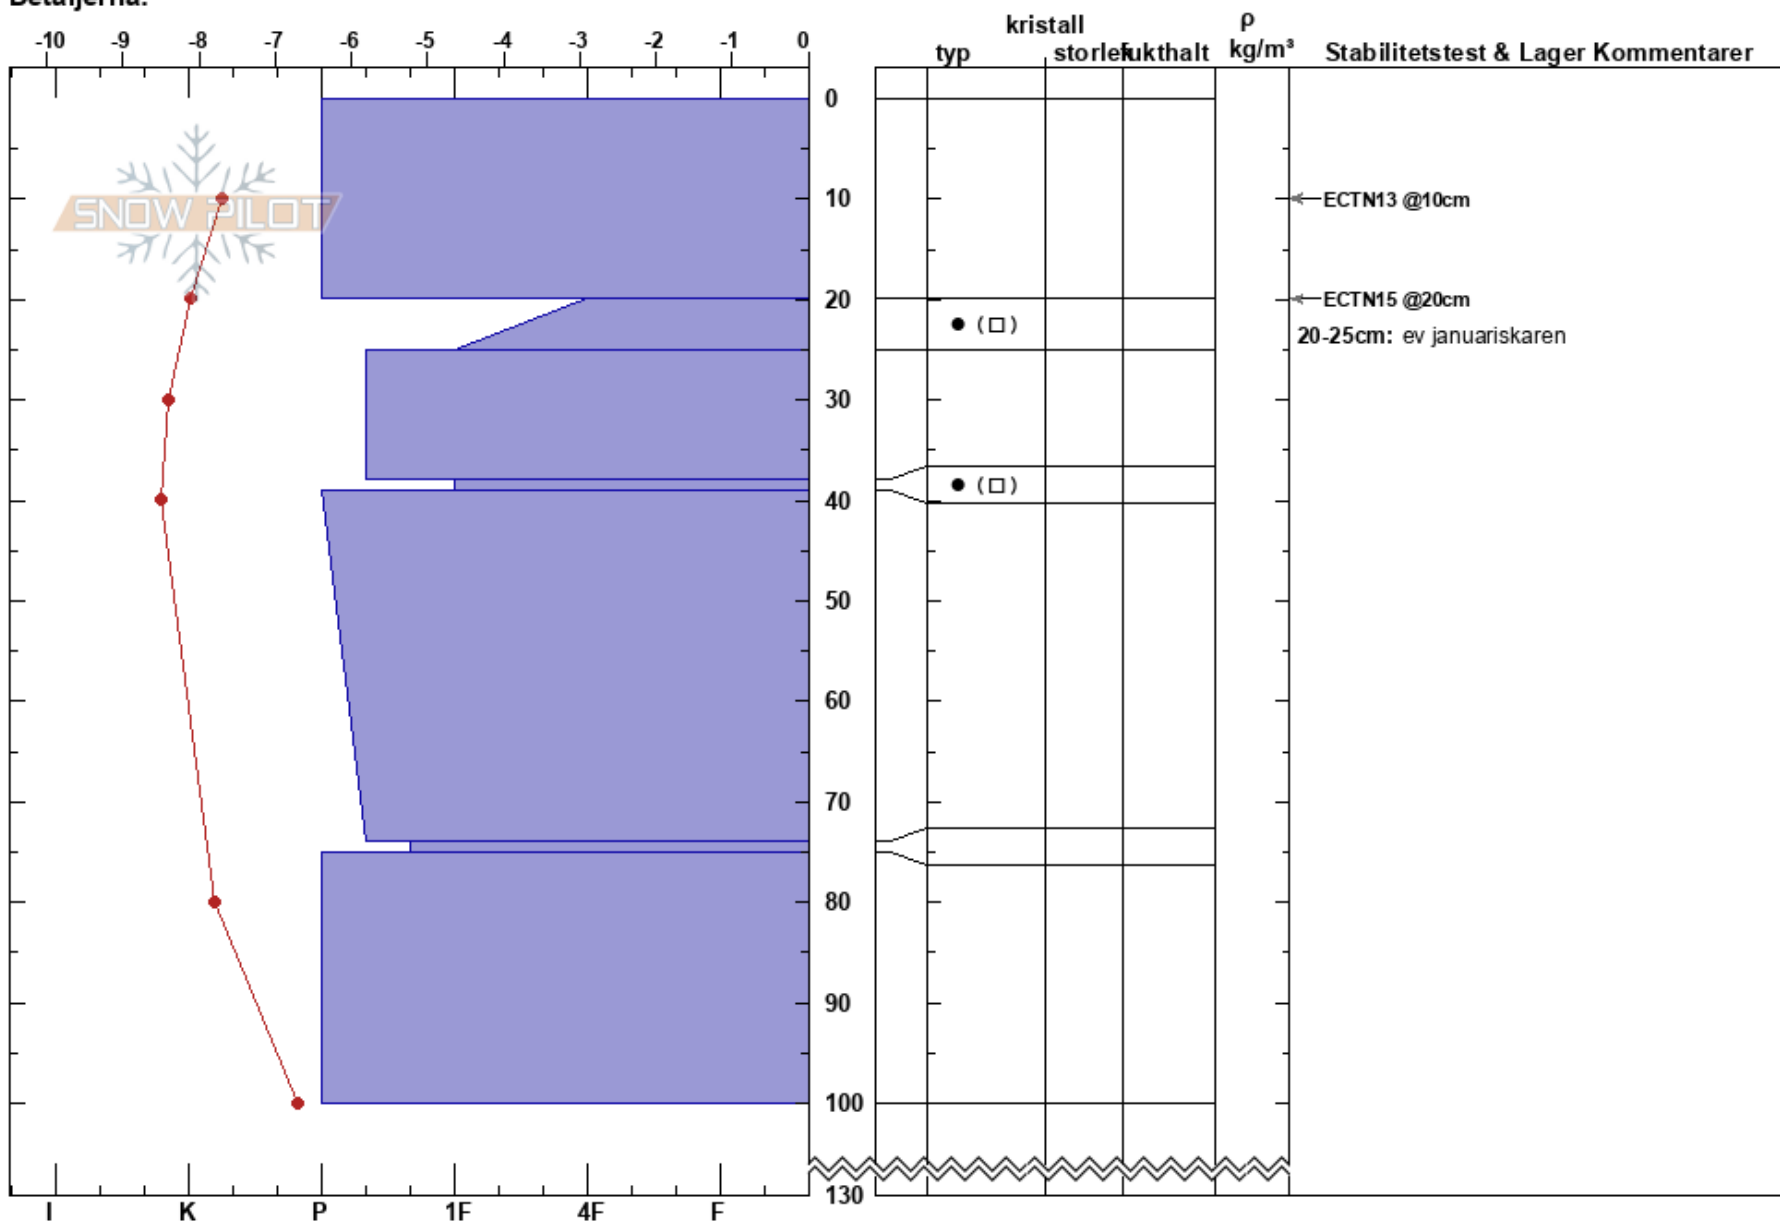 Detaljerna:
kristall
ρ
-10 -9 -8 -7 -6 -5 -4 -3 -2 -1 0
typ storlek fukthalt kg/m³ Stabilitetstest & Lager Kommentarer
0
SNOW PILOT
10
ECTN13 @10cm
20
ECTN15 @20cm
● (□)
20-25cm: ev januariskaren
30
40
● (□)
50
60
70
80
90
100
130
I K P 1F 4F F